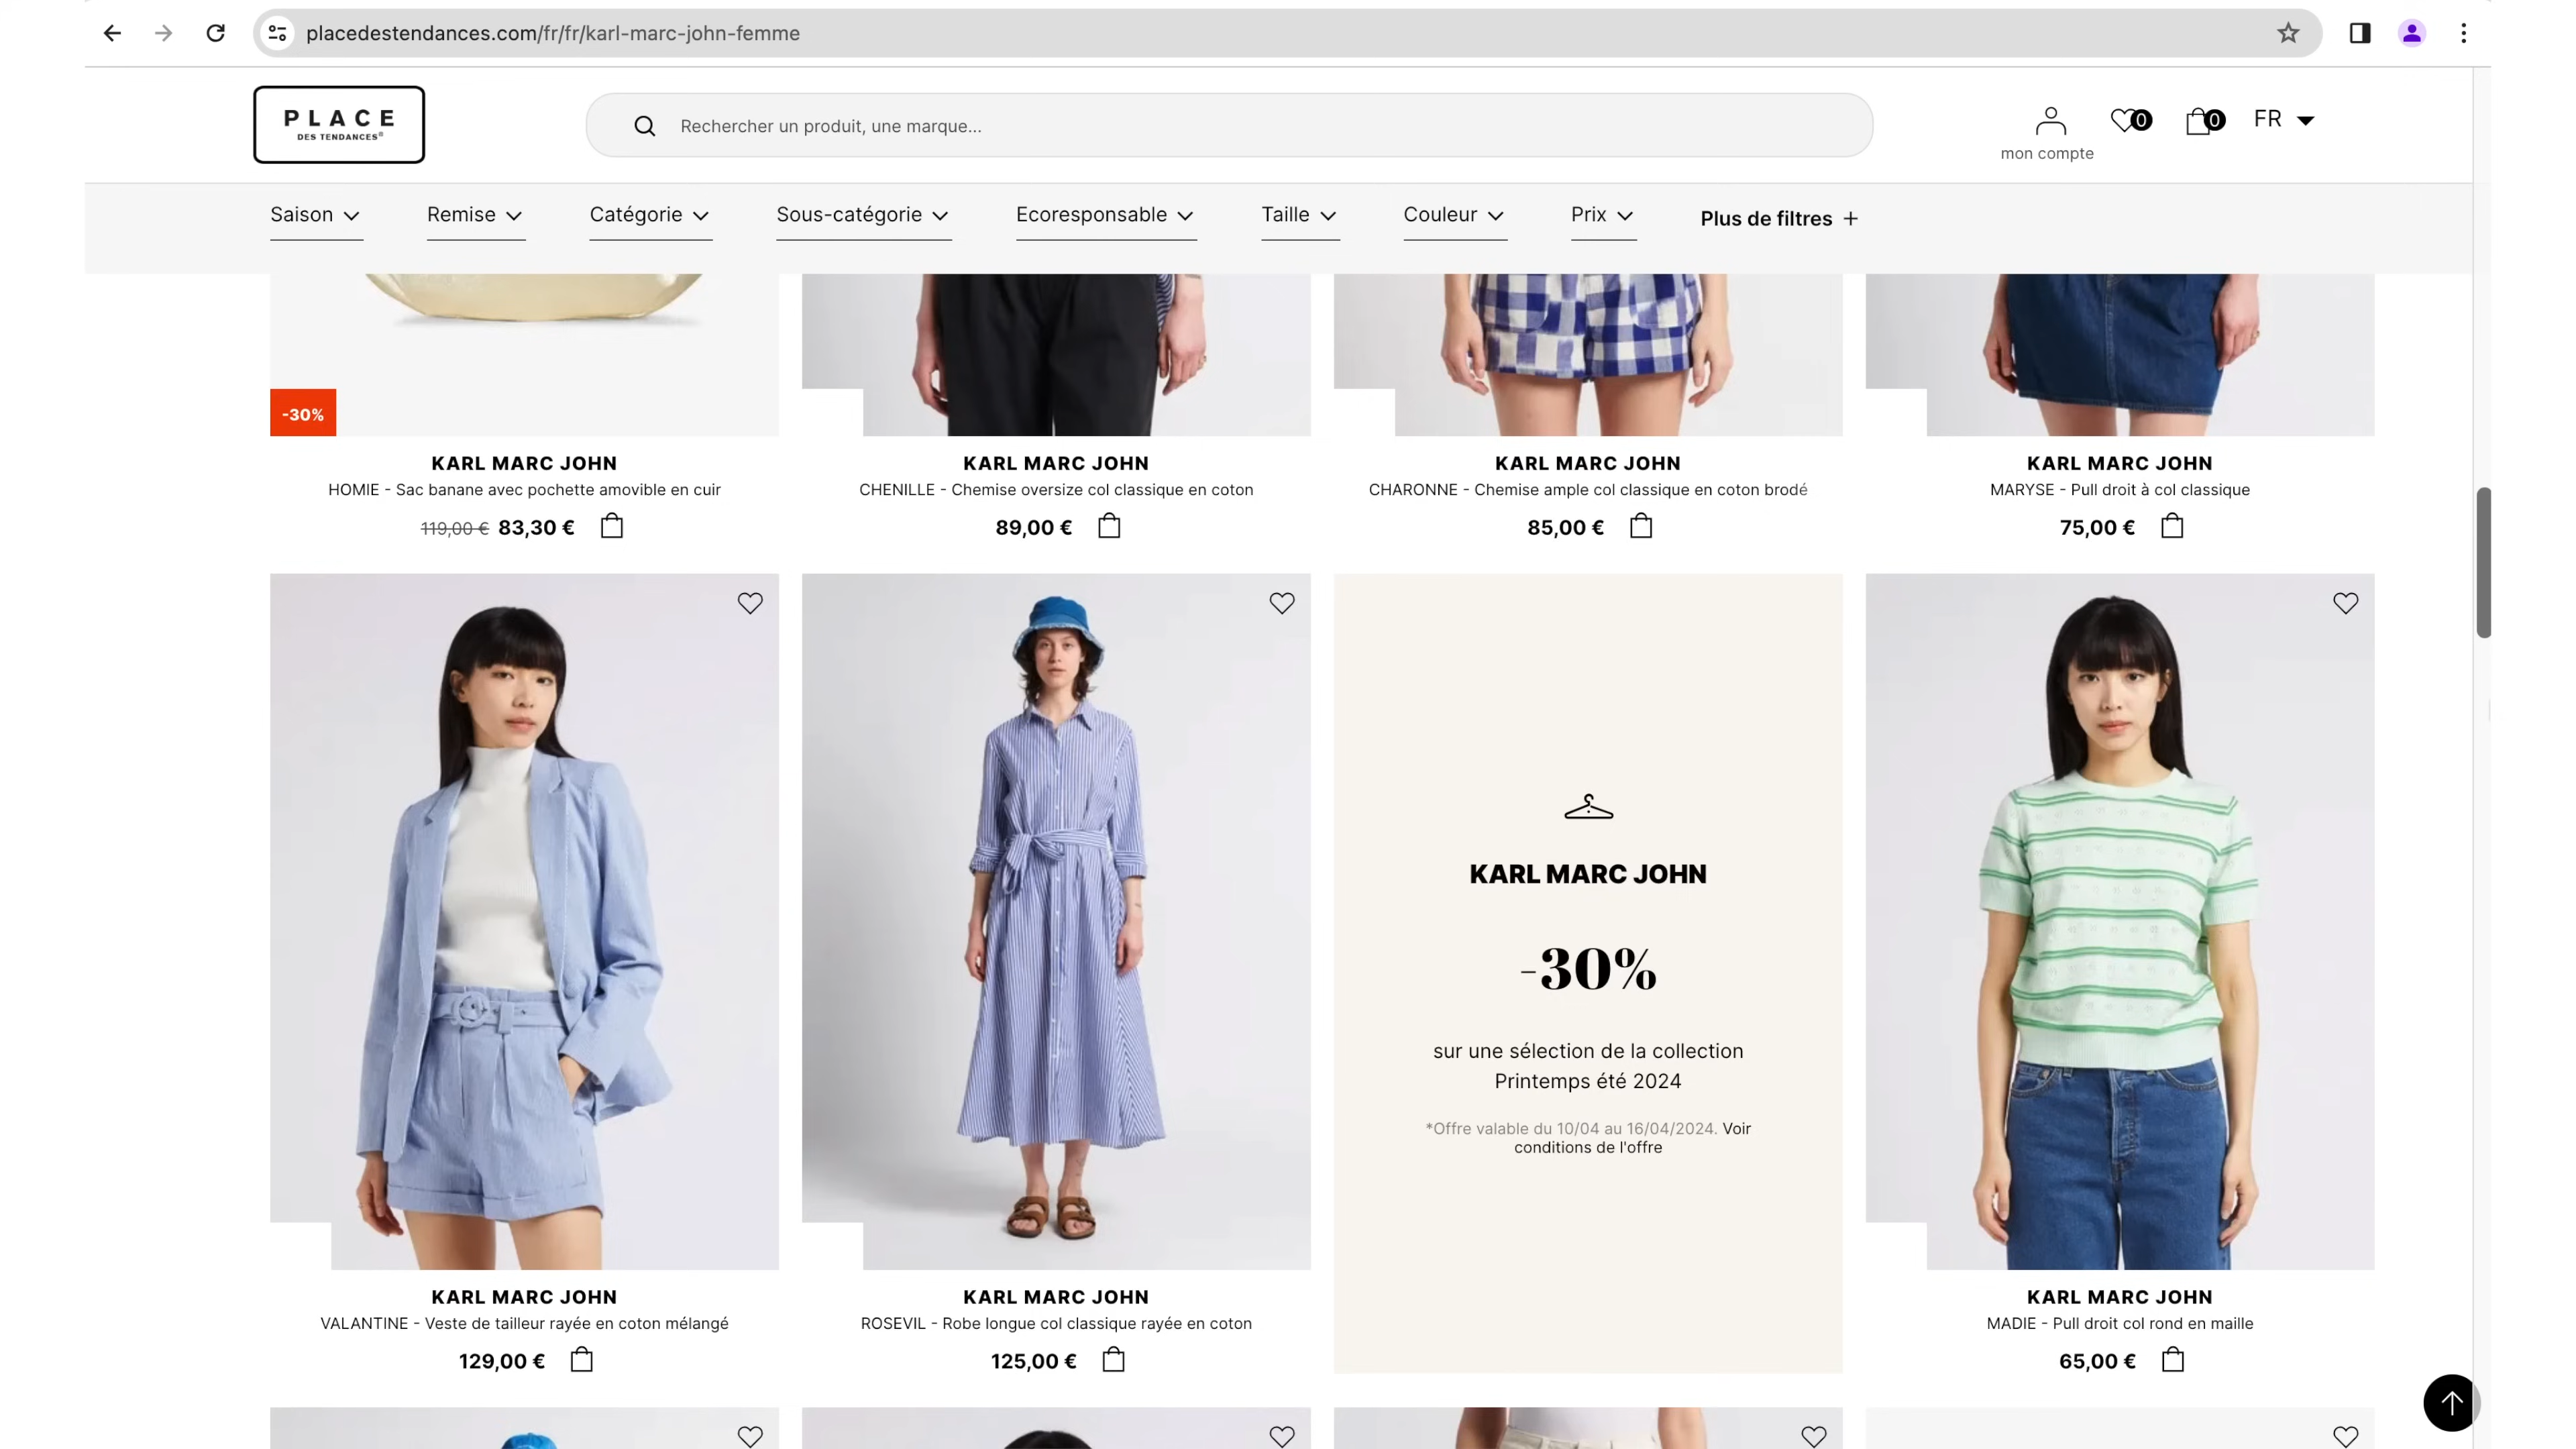 placedestendances.com/fr/fr/karl-marc-john-femme
PLACE
DES TENDANCES®
Rechercher un produit, une marque...
mon compte
0
0
FR
Saison
Remise
Catégorie
Sous-catégorie
Ecoresponsable
Taille
Couleur
Prix
Plus de filtres +
-30%
KARL MARC JOHN
HOMIE - Sac banane avec pochette amovible en cuir
119,00 € 83,30 €
KARL MARC JOHN
CHENILLE - Chemise oversize col classique en coton
89,00 €
KARL MARC JOHN
CHARONNE - Chemise ample col classique en coton brodé
85,00 €
KARL MARC JOHN
MARYSE - Pull droit à col classique
75,00 €
KARL MARC JOHN
VALANTINE - Veste de tailleur rayée en coton mélangé
129,00 €
KARL MARC JOHN
ROSEVIL - Robe longue col classique rayée en coton
125,00 €
KARL MARC JOHN
-30%
sur une sélection de la collection
Printemps été 2024
*Offre valable du 10/04 au 16/04/2024. Voir
conditions de l'offre
KARL MARC JOHN
MADIE - Pull droit col rond en maille
65,00 €